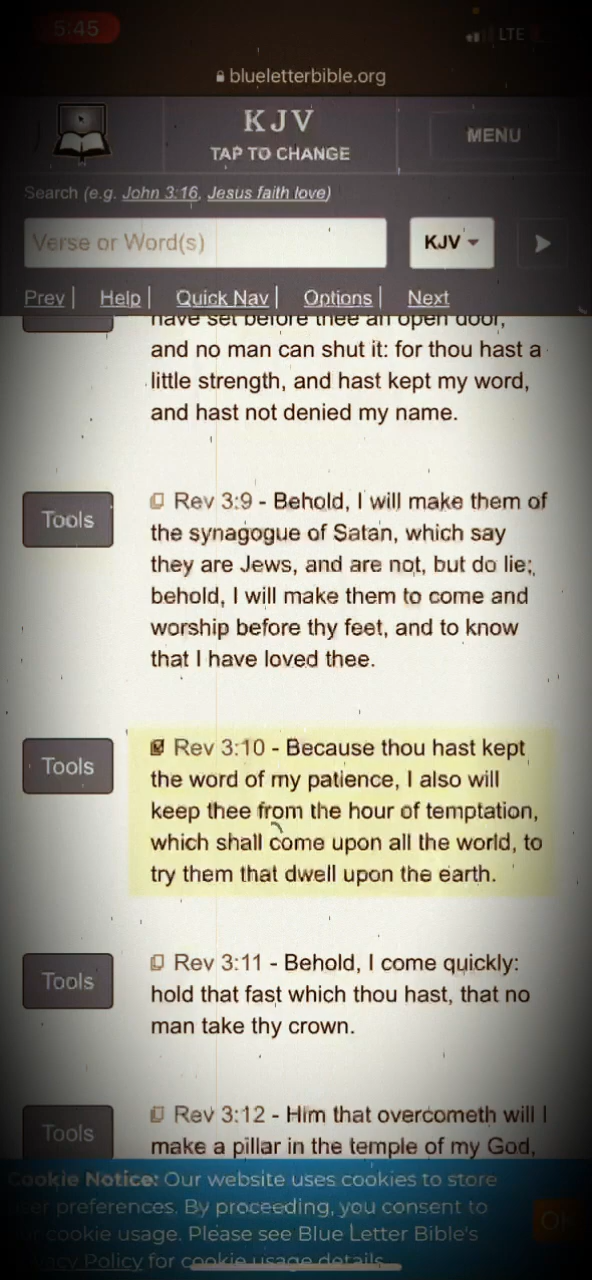 5:45
LTE
blueletterbible.org
KJV
TAP TO CHANGE
MENU
Search (e.g. John 3:16, Jesus faith love)
Verse or Word(s)
KJV
Prev | Help | Quick Nav | Options | Next
have set before thee an open door,
and no man can shut it: for thou hast a
little strength, and hast kept my word,
and hast not denied my name.
Tools
Rev 3:9 - Behold, I will make them of
the synagogue of Satan, which say
they are Jews, and are not, but do lie;
behold, I will make them to come and
worship before thy feet, and to know
that I have loved thee.
Tools
Rev 3:10 - Because thou hast kept
the word of my patience, I also will
keep thee from the hour of temptation,
which shall come upon all the world, to
try them that dwell upon the earth.
Tools
Rev 3:11 - Behold, I come quickly:
hold that fast which thou hast, that no
man take thy crown.
Tools
Rev 3:12 - Him that overcometh will I
make a pillar in the temple of my God,
Cookie Notice: Our website uses cookies to store
preferences. By proceeding, you consent to
cookie usage. Please see Blue Letter Bible's
Policy for cookie usage details.
OK